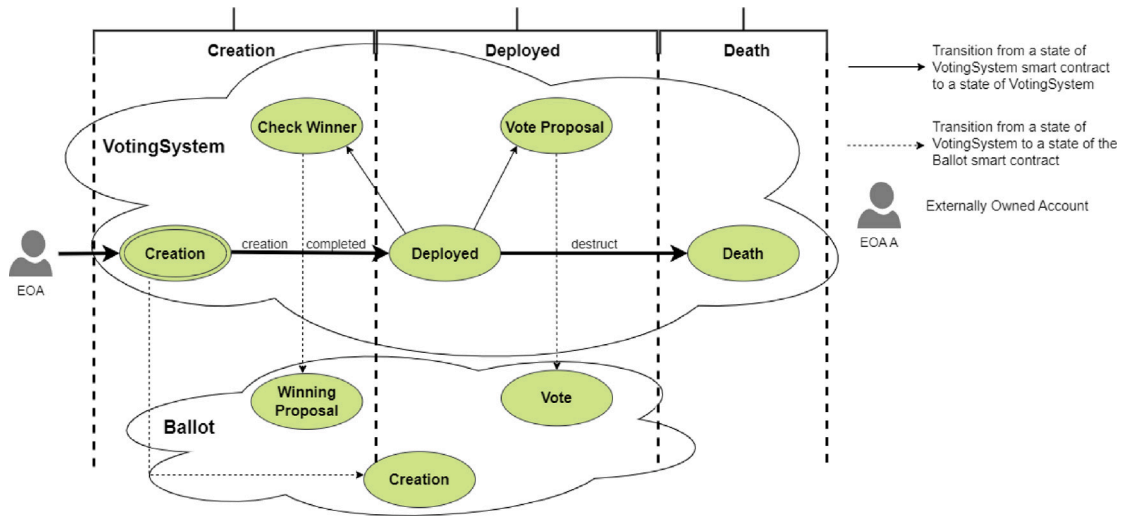 Creation
Deployed
Death
Transition from a state of
VotingSystem smart contract
to a state of VotingSystem
Check Winner
Vote Proposal
VotingSystem
Transition from a state of
VotingSystem to a state of the
Ballot smart contract
Externally Owned Account
EOA A
creation completed
destruct
Creation
Deployed
Death
EOA
Winning
Proposal
Vote
Ballot
Creation